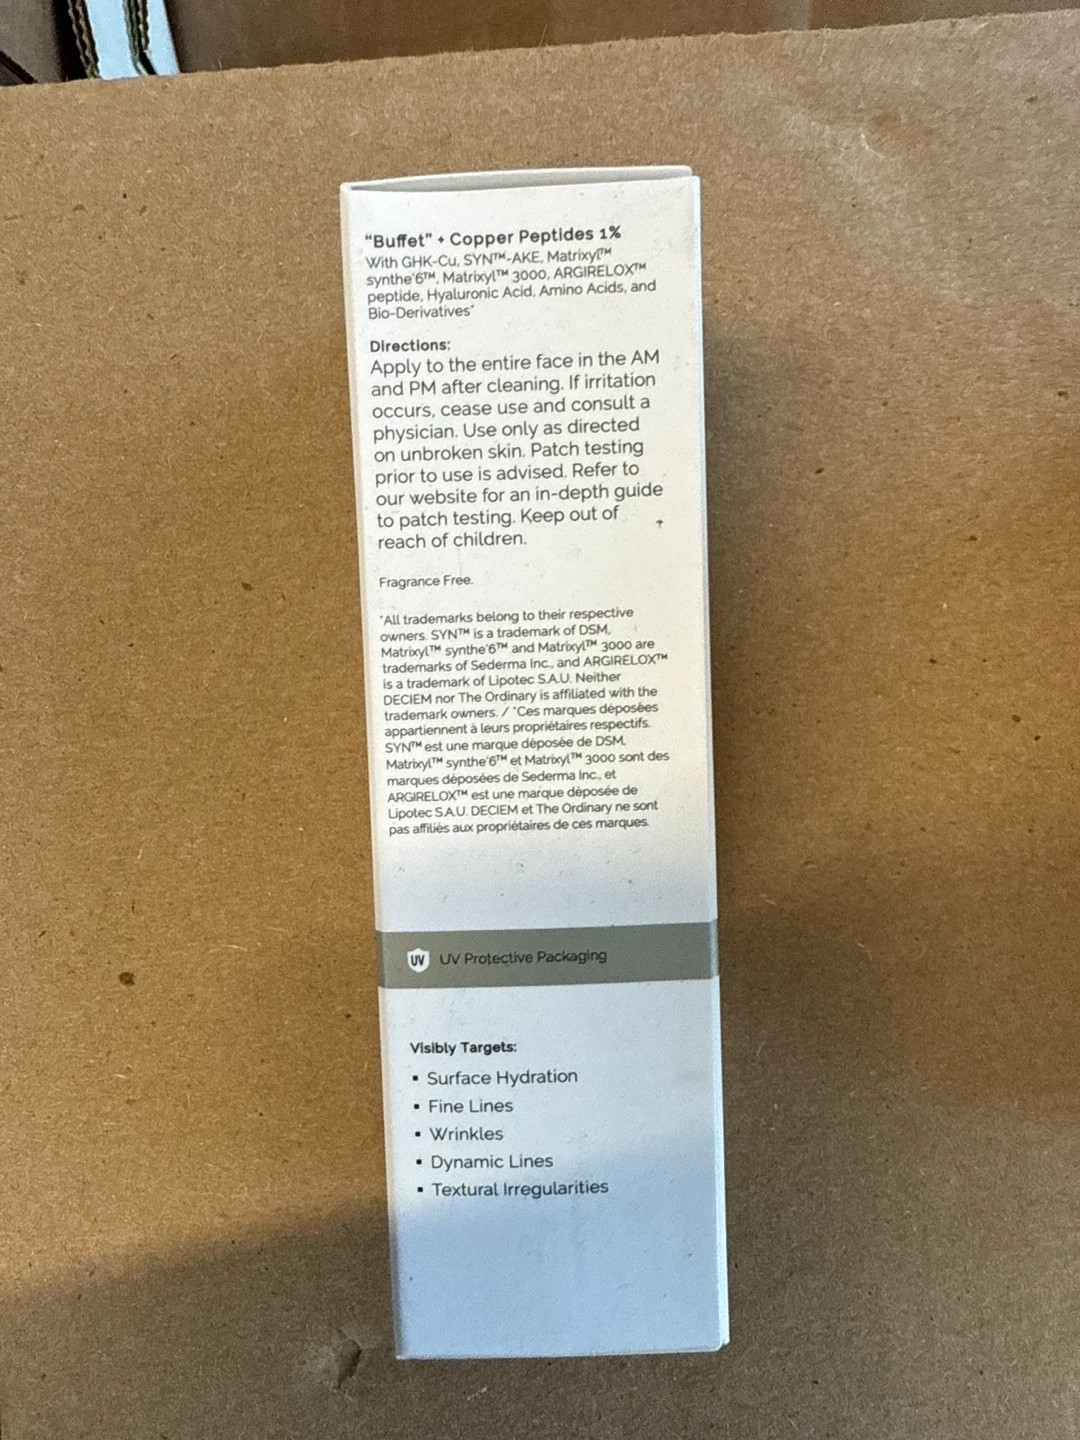 "Buffet" + Copper Peptides 1%
With GHK-Cu, SYN™-AKE, Matrixyl™
synthe'6™, Matrixyl™ 3000, ARGIRELOX™
peptide, Hyaluronic Acid, Amino Acids, and
Bio-Derivatives*
Directions:
Apply to the entire face in the AM
and PM after cleaning. If irritation
occurs, cease use and consult a
physician. Use only as directed
on unbroken skin. Patch testing
prior to use is advised. Refer to
our website for an in-depth guide
to patch testing. Keep out of
reach of children.
Fragrance Free.
*All trademarks belong to their respective
owners. SYN™ is a trademark of DSM,
Matrixyl™ synthe'6™ and Matrixyl™ 3000 are
trademarks of Sederma Inc., and ARGIRELOX™
is a trademark of Lipotec S.A.U. Neither
DECIEM nor The Ordinary is affiliated with the
trademark owners. / *Ces marques déposées
appartiennent à leurs propriétaires respectifs.
SYN™ est une marque déposée de DSM,
Matrixyl™ synthe'6™ et Matrixyl™ 3000 sont des
marques déposées de Sederma Inc., et
ARGIRELOX™ est une marque déposée de
Lipotec S.A.U. DECIEM et The Ordinary ne sont
pas affiliés aux propriétaires de ces marques.
UV UV Protective Packaging
Visibly Targets:
▪ Surface Hydration
▪ Fine Lines
▪ Wrinkles
▪ Dynamic Lines
▪ Textural Irregularities